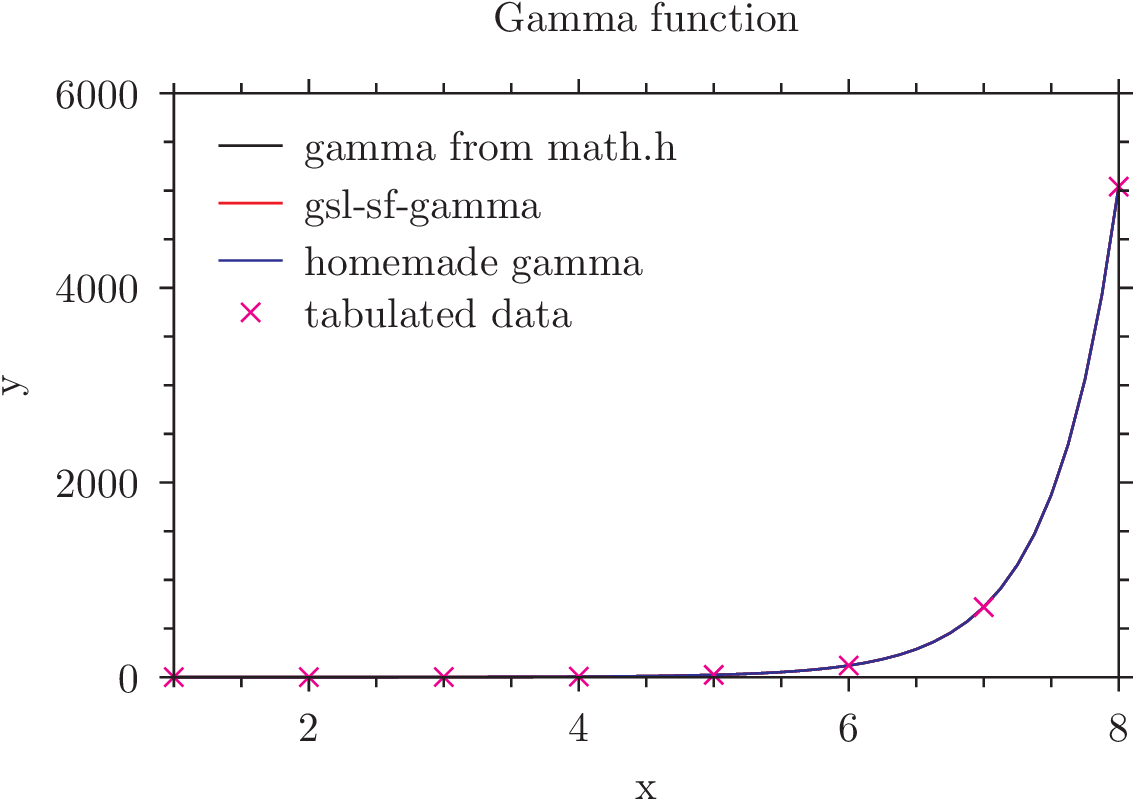 Gamma function
6000
4000
2000
0
gamma from math.h
gsl-sf-gamma
homemade gamma
tabulated data
y
2 4 6 8
x